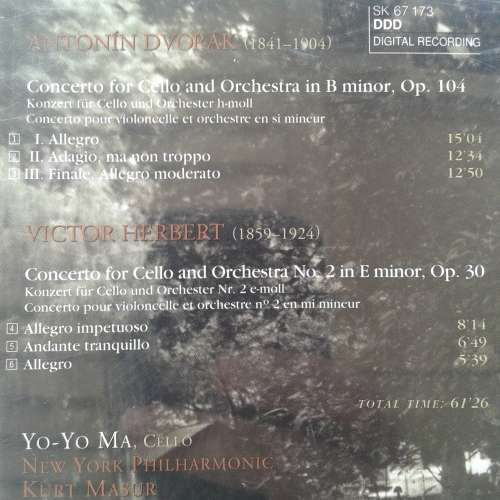 SK 67173
DDD
DIGITAL RECORDING
ANTONÍN DVOŘÁK (1841–1904)
Concerto for Cello and Orchestra in B minor, Op. 104
Konzert für Cello und Orchester h-moll
Concerto pour violoncelle et orchestre en si mineur
1 I. Allegro 15'04
2 II. Adagio, ma non troppo 12'34
3 III. Finale, Allegro moderato 12'50
VICTOR HERBERT (1859–1924)
Concerto for Cello and Orchestra No. 2 in E minor, Op. 30
Konzert für Cello und Orchester Nr. 2 e-moll
Concerto pour violoncelle et orchestre nº 2 en mi mineur
4 Allegro impetuoso 8'14
5 Andante tranquillo 6'49
6 Allegro 5'39
TOTAL TIME: 61'26
YO-YO MA, CELLO
NEW YORK PHILHARMONIC
KURT MASUR